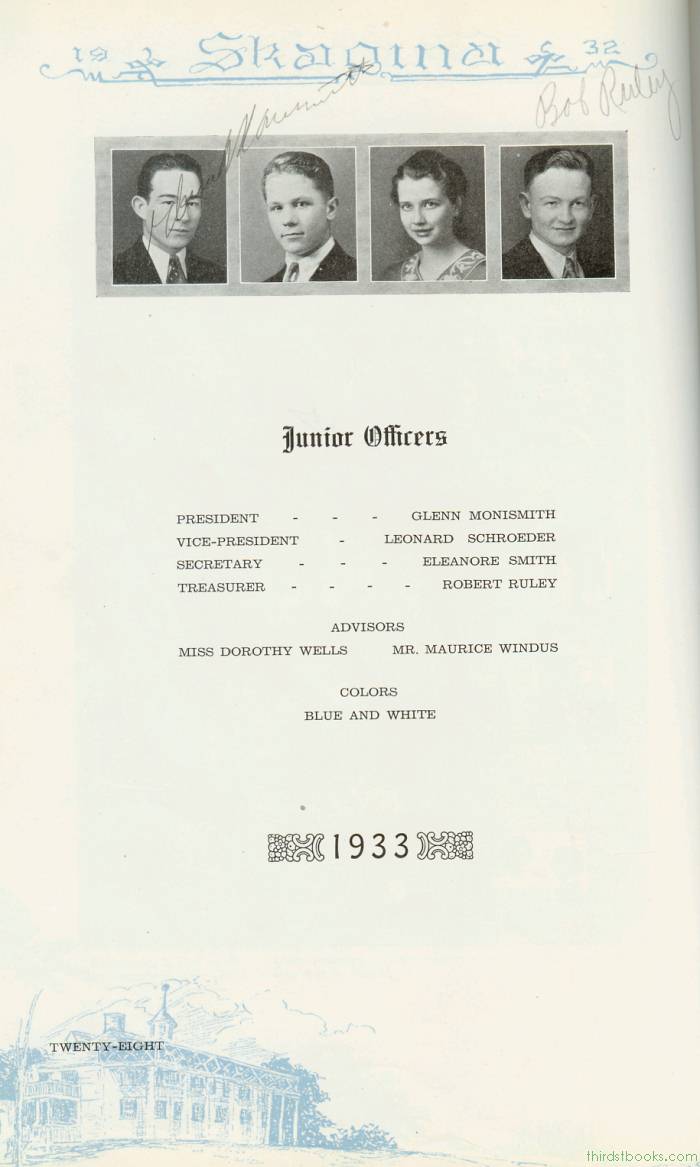 19 Skagina 32
Bob Ruley
Junior Officers
PRESIDENT - - - GLENN MONISMITH
VICE-PRESIDENT - LEONARD SCHROEDER
SECRETARY - - - ELEANORE SMITH
TREASURER - - - - ROBERT RULEY
ADVISORS
MISS DOROTHY WELLS MR. MAURICE WINDUS
COLORS
BLUE AND WHITE
1933
TWENTY-EIGHT
thirdstbooks.com